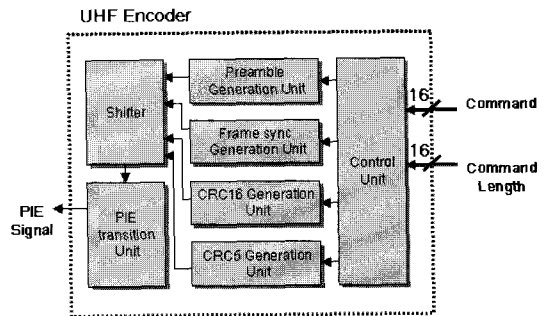 UHF Encoder
Preamble
Generation Unit
Shifter
Frame sync
Generation Unit
Control
Unit
16
Command
16
Command
Length
CRC16 Generation
Unit
PIE
Signal
PIE
transition
Unit
CRC5 Generation
Unit